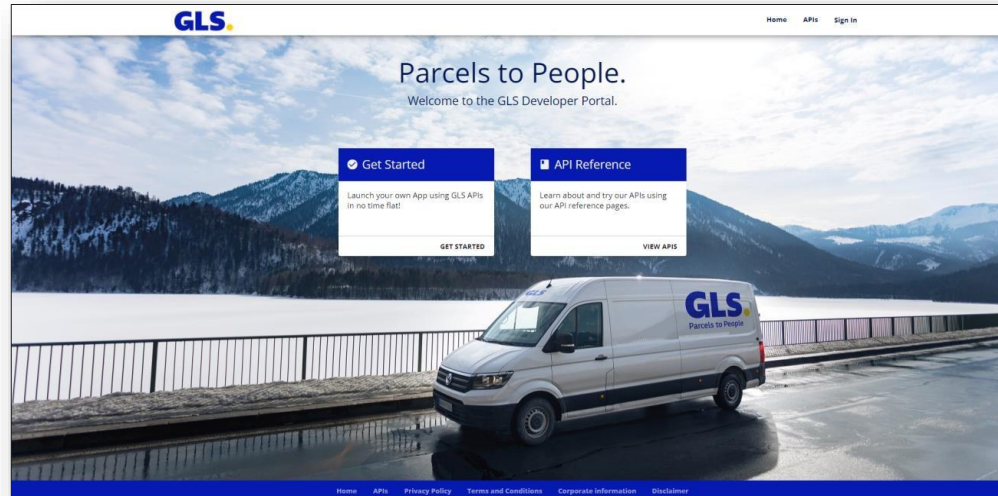 GLS.
Home APIs Sign In
Parcels to People.
Welcome to the GLS Developer Portal.
Get Started
Launch your own App using GLS APIs
in no time flat!
GET STARTED
API Reference
Learn about and try our APIs using
our API reference pages.
VIEW APIS
GLS
GLS.
Parcels to People
Home APIs Privacy Policy Terms and Conditions Corporate information Disclaimer